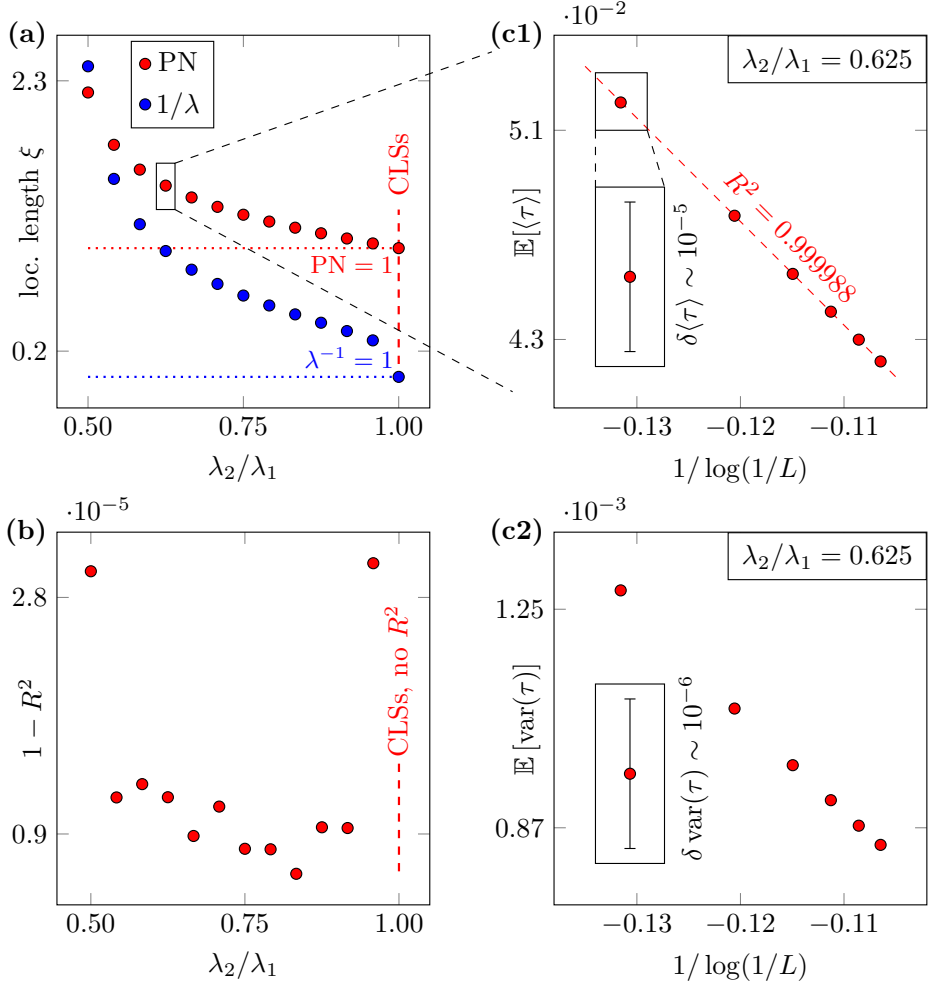 (a)
PN
1/λ
2.3
0.2
loc. length ξ
CLSs
PN = 1
λ⁻¹ = 1
0.50
0.75
1.00
λ₂/λ₁
(c1)
·10⁻²
λ₂/λ₁ = 0.625
5.1
4.3
𝔼[⟨τ⟩]
R² = 0.999988
δ⟨τ⟩ ∼ 10⁻⁵
−0.13
−0.12
−0.11
1/ log(1/L)
(b)
·10⁻⁵
2.8
0.9
1 − R²
CLSs, no R²
0.50
0.75
1.00
λ₂/λ₁
(c2)
·10⁻³
λ₂/λ₁ = 0.625
1.25
0.87
𝔼[var(τ)]
δ var(τ) ∼ 10⁻⁶
−0.13
−0.12
−0.11
1/ log(1/L)